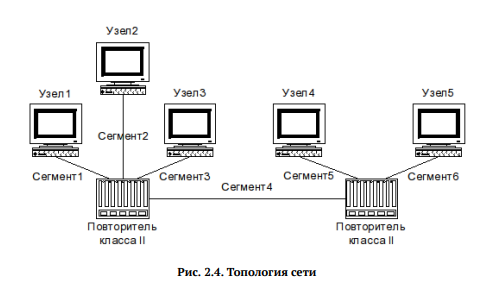 Узел2
Узел1
Узел3
Узел4
Узел5
Сегмент2
Сегмент1
Сегмент3
Сегмент4
Сегмент5
Сегмент6
Повторитель
класса II
Повторитель
класса II
Рис. 2.4. Топология сети